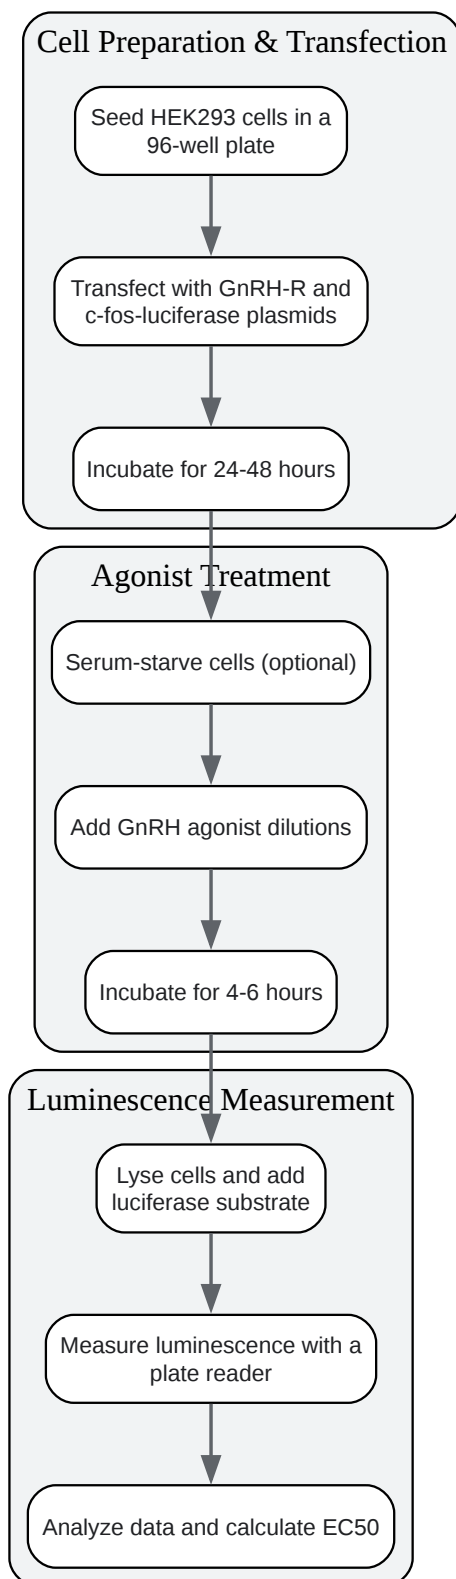 Cell Preparation & Transfection
Seed HEK293 cells in a
96-well plate
Transfect with GnRH-R and
c-fos-luciferase plasmids
Incubate for 24-48 hours
Agonist Treatment
Serum-starve cells (optional)
Add GnRH agonist dilutions
Incubate for 4-6 hours
Luminescence Measurement
Lyse cells and add
luciferase substrate
Measure luminescence with a
plate reader
Analyze data and calculate EC50